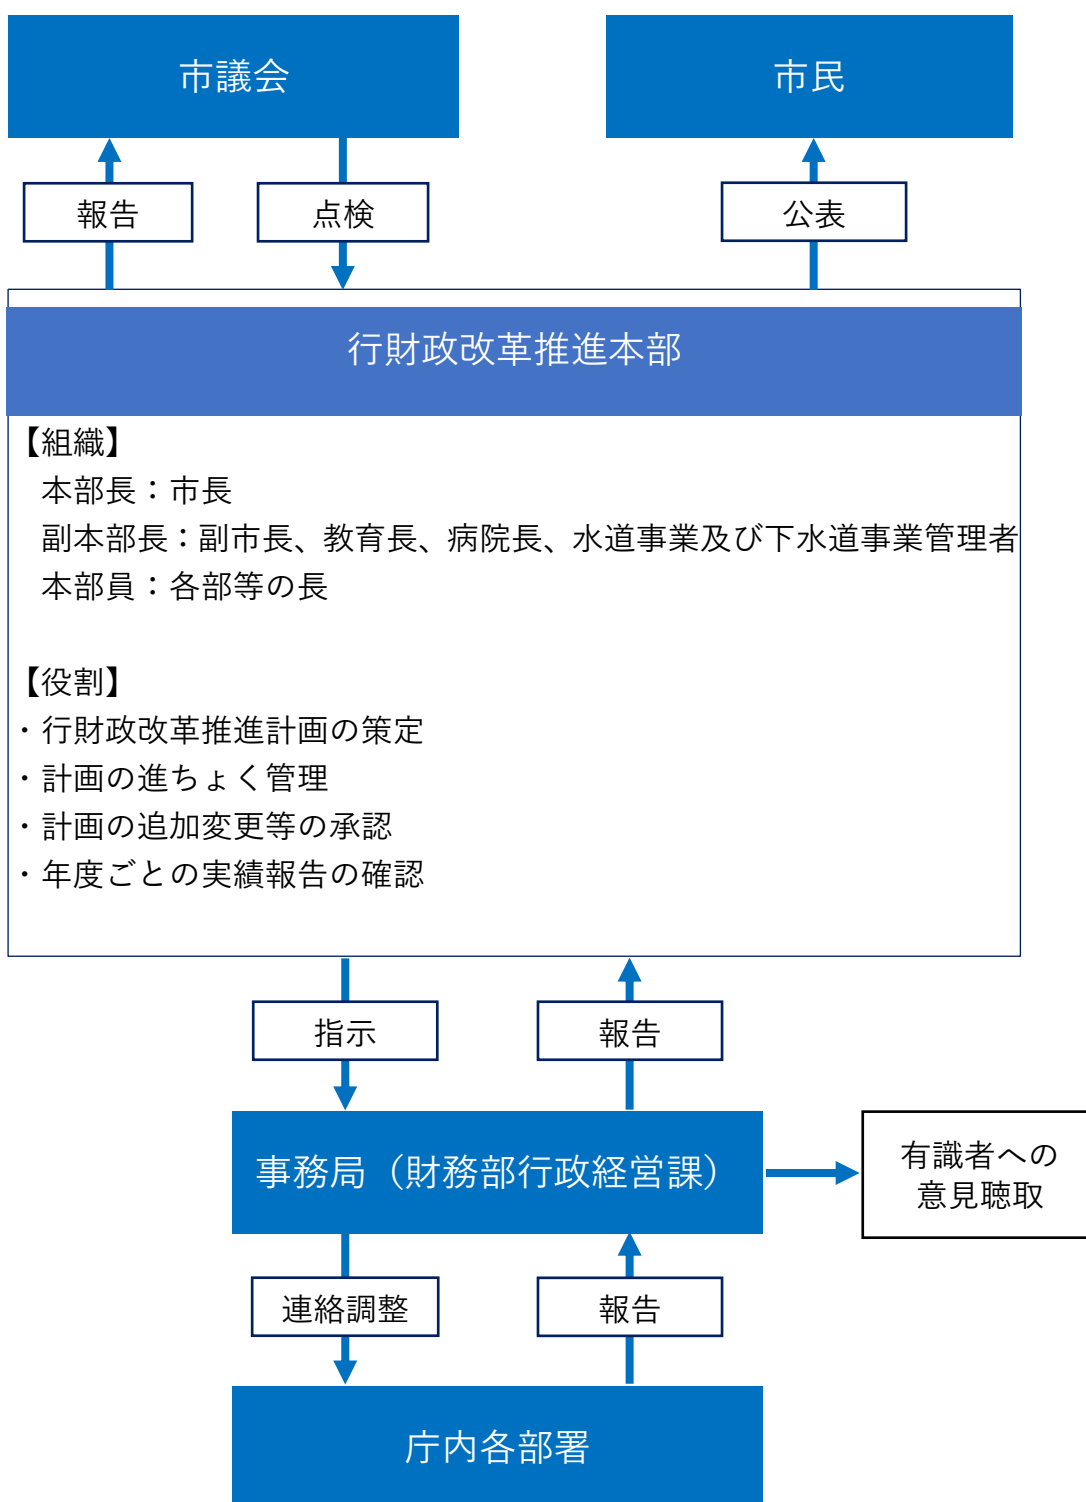 市議会
市民
報告
点検
公表
行財政改革推進本部
【組織】
本部長：市長
副本部長：副市長、教育長、病院長、水道事業及び下水道事業管理者
本部員：各部等の長
【役割】
・行財政改革推進計画の策定
・計画の進ちょく管理
・計画の追加変更等の承認
・年度ごとの実績報告の確認
指示
報告
事務局（財務部行政経営課）
有識者への
意見聴取
連絡調整
報告
庁内各部署